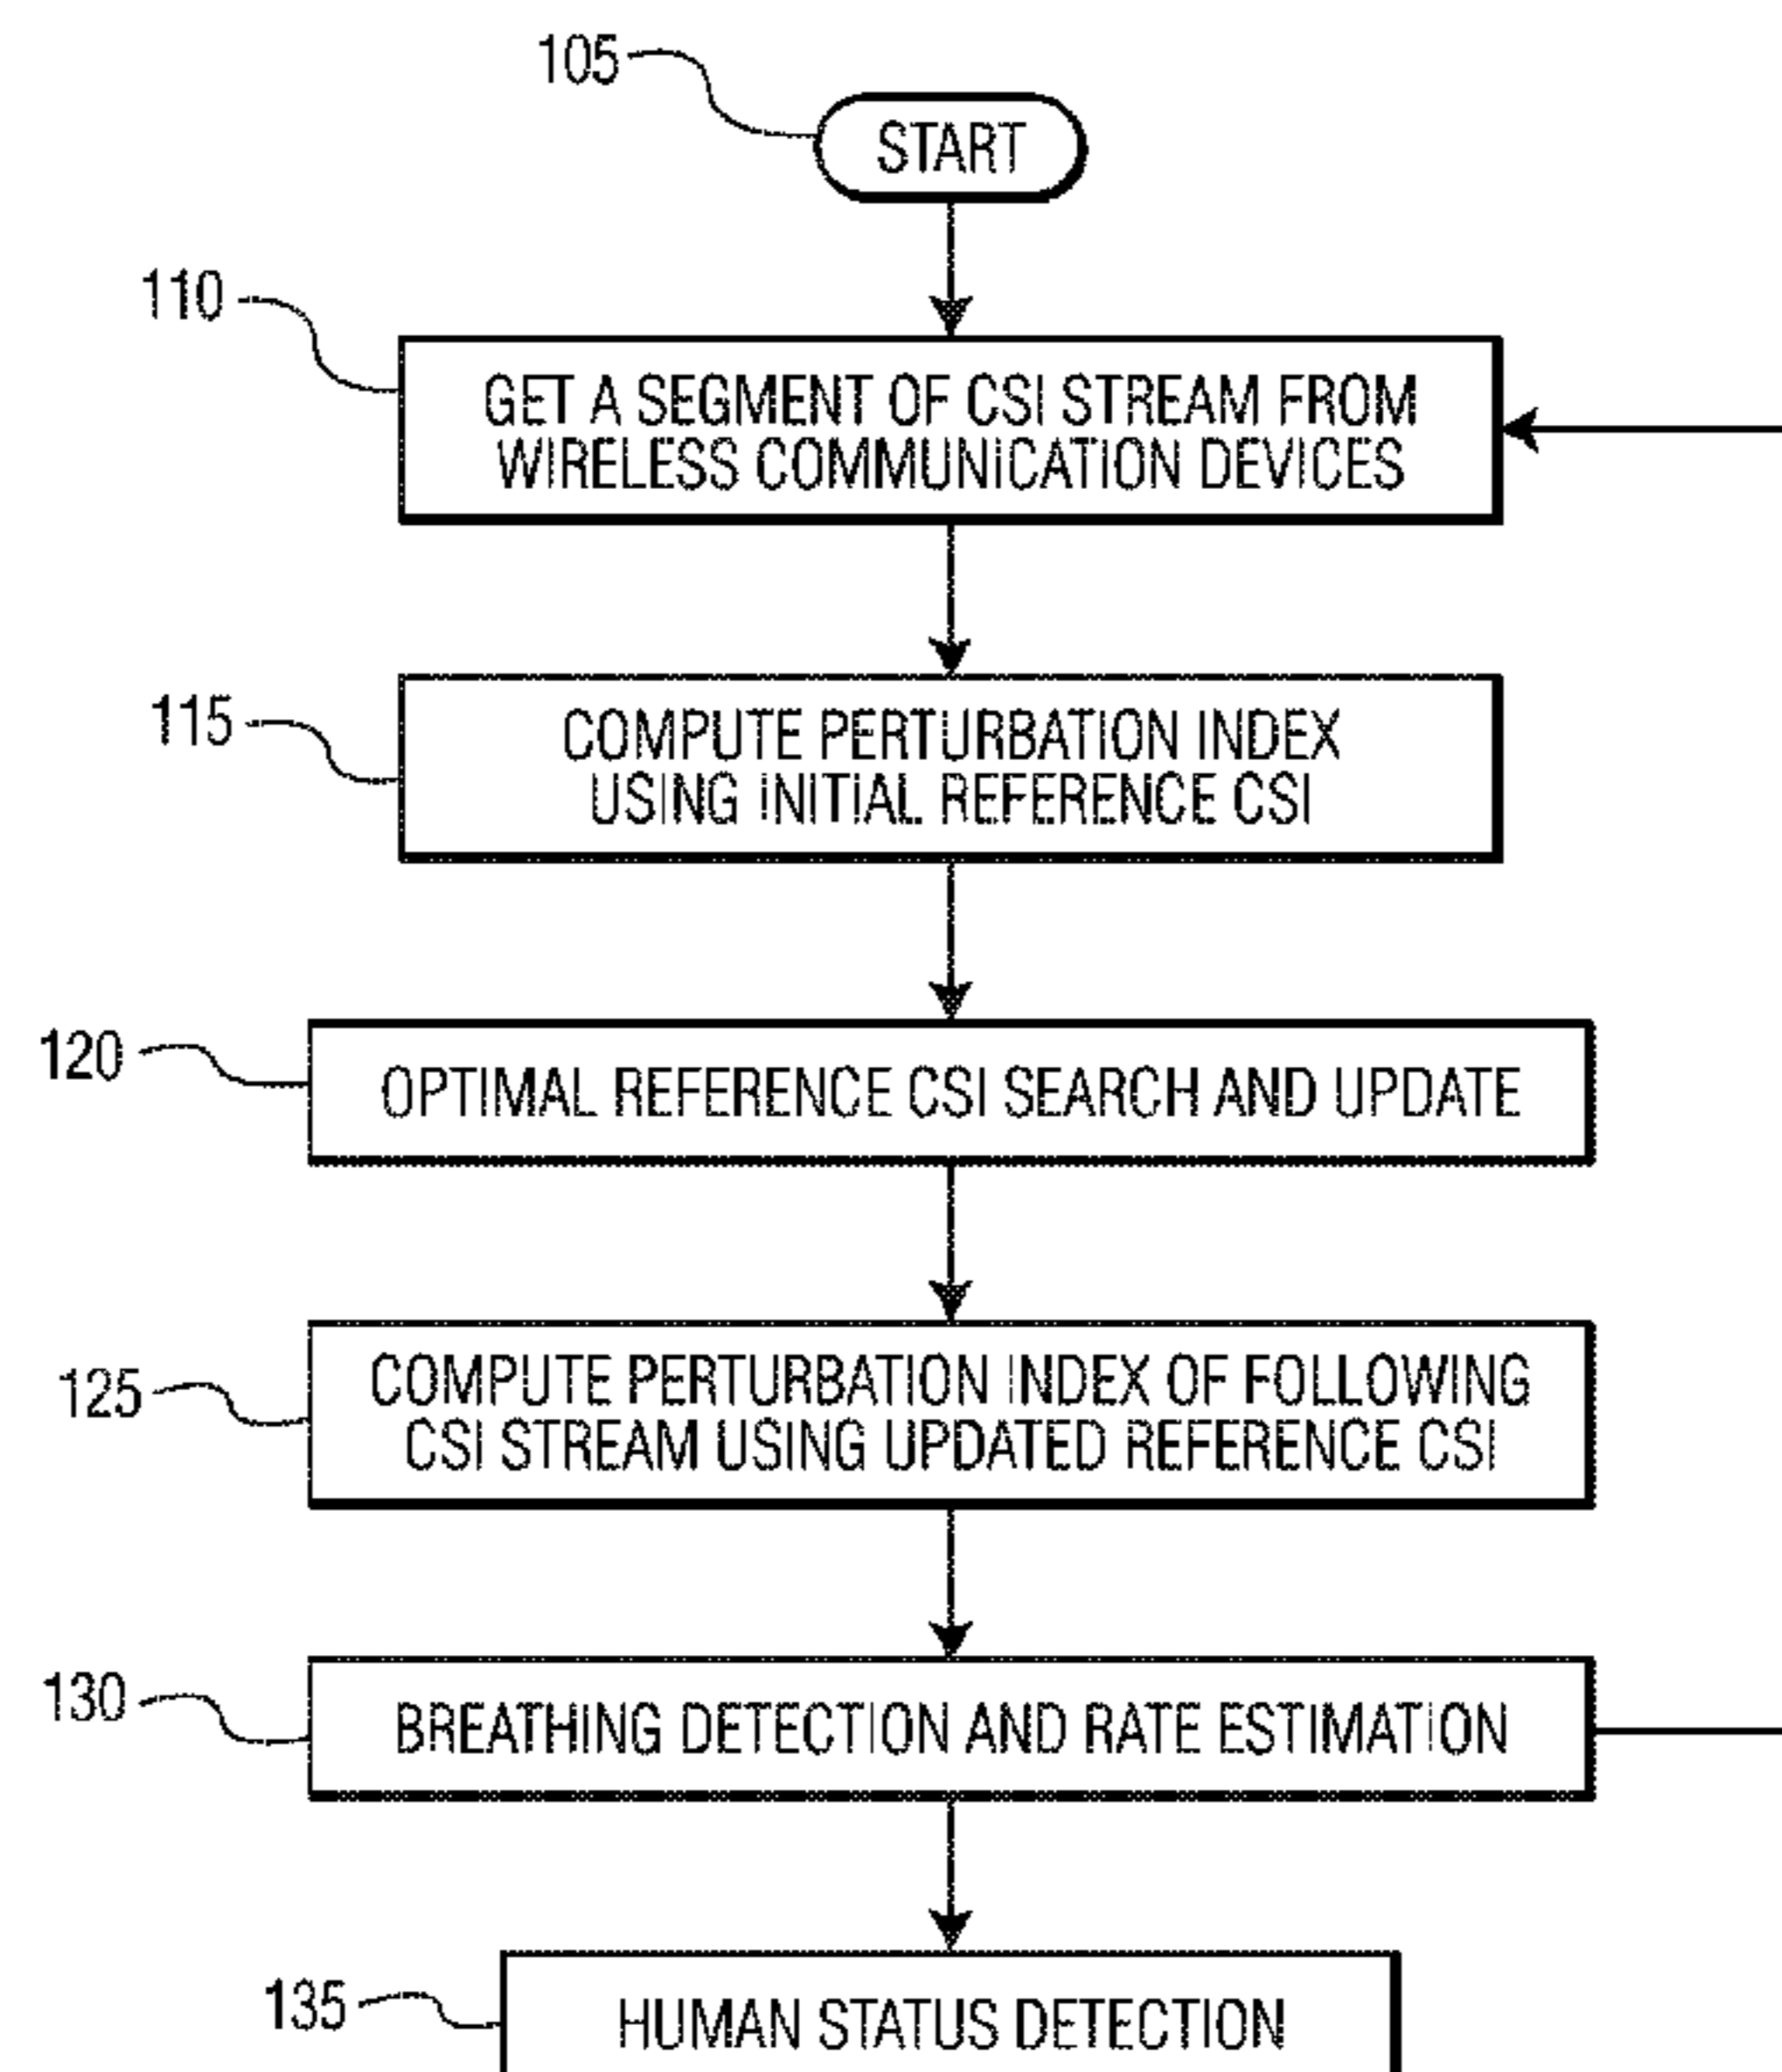 105
START
110
GET A SEGMENT OF CSI STREAM FROM
WIRELESS COMMUNICATION DEVICES
115
COMPUTE PERTURBATION INDEX
USING INITIAL REFERENCE CSI
120
OPTIMAL REFERENCE CSI SEARCH AND UPDATE
125
COMPUTE PERTURBATION INDEX OF FOLLOWING
CSI STREAM USING UPDATED REFERENCE CSI
130
BREATHING DETECTION AND RATE ESTIMATION
135
HUMAN STATUS DETECTION